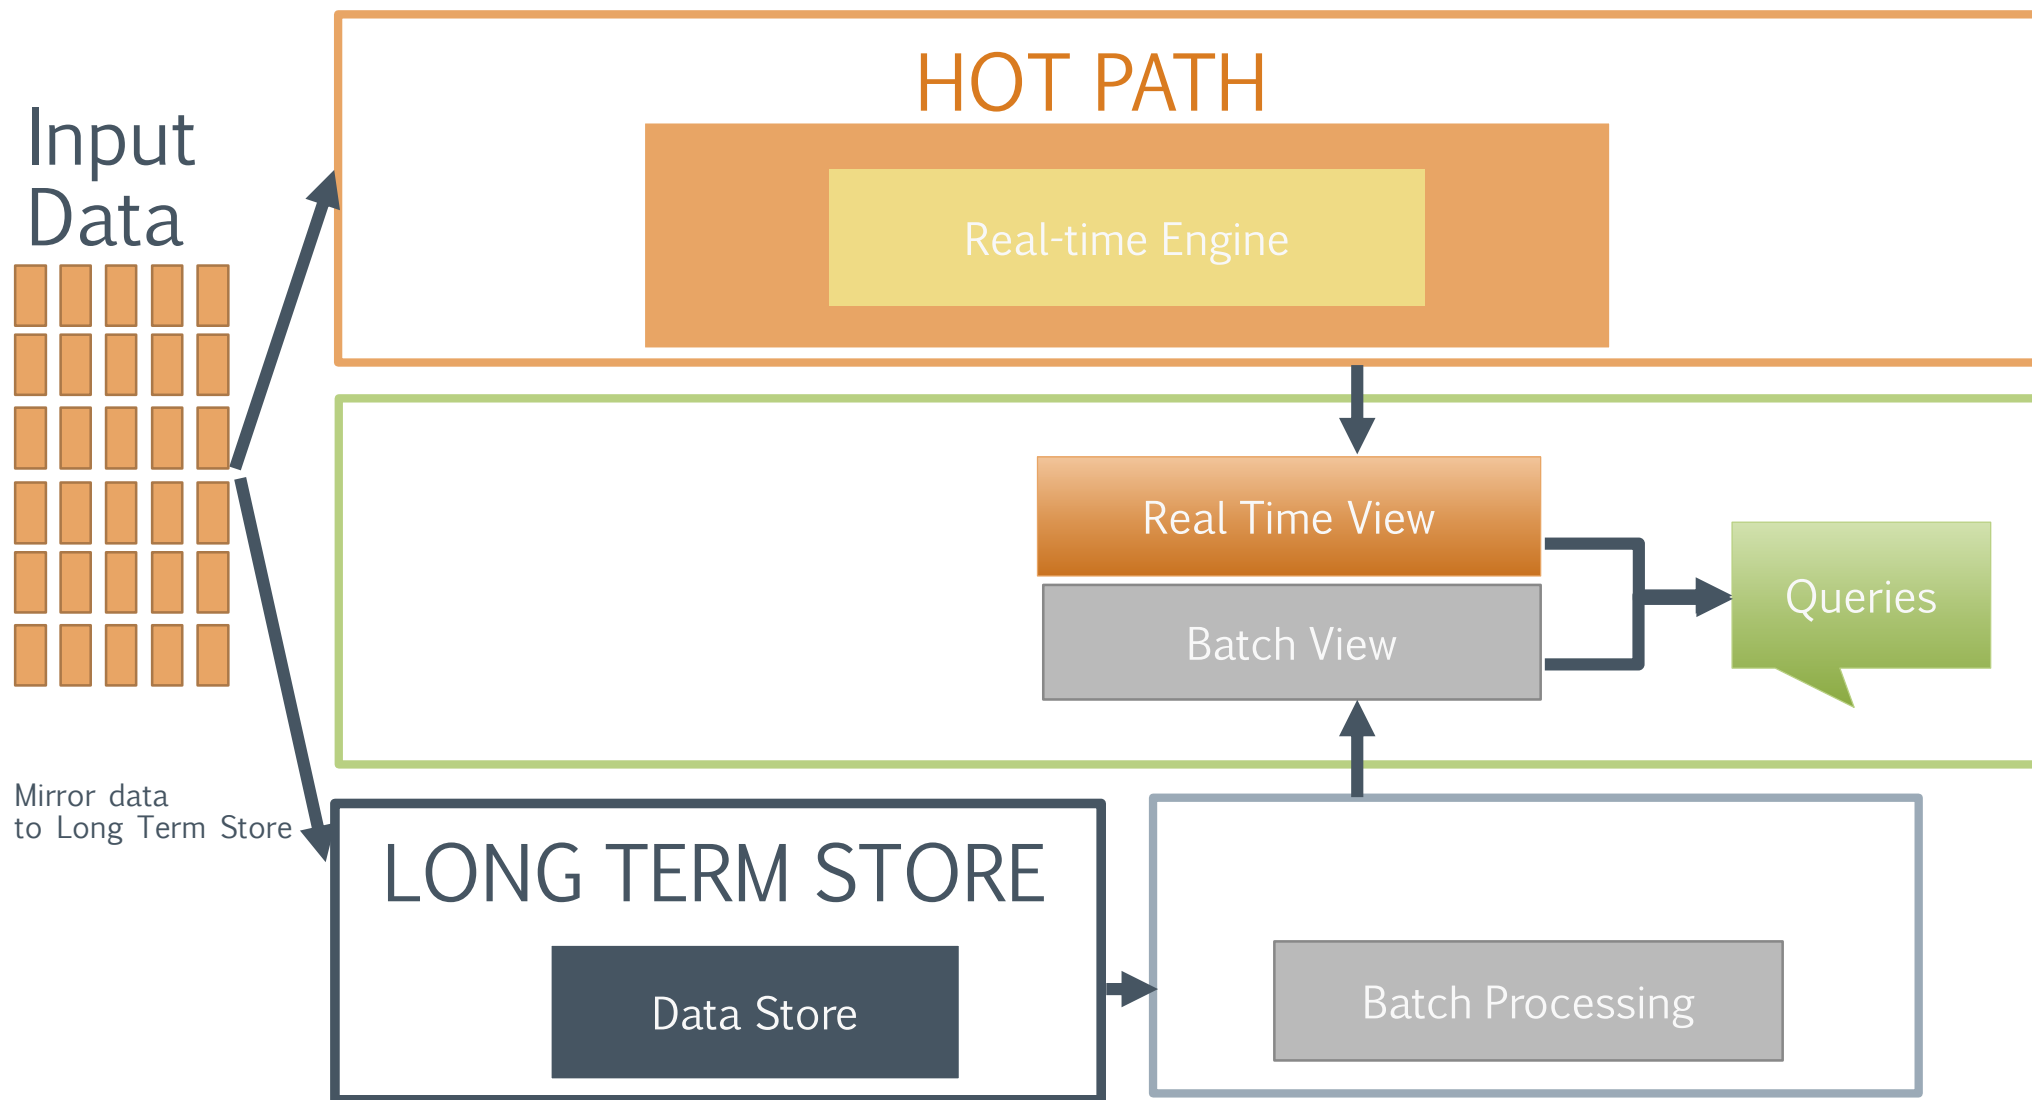 HOT PATH
Input
Data
Real-time Engine
Real Time View
Batch View
Queries
Mirror data
to Long Term Store
LONG TERM STORE
Data Store
Batch Processing